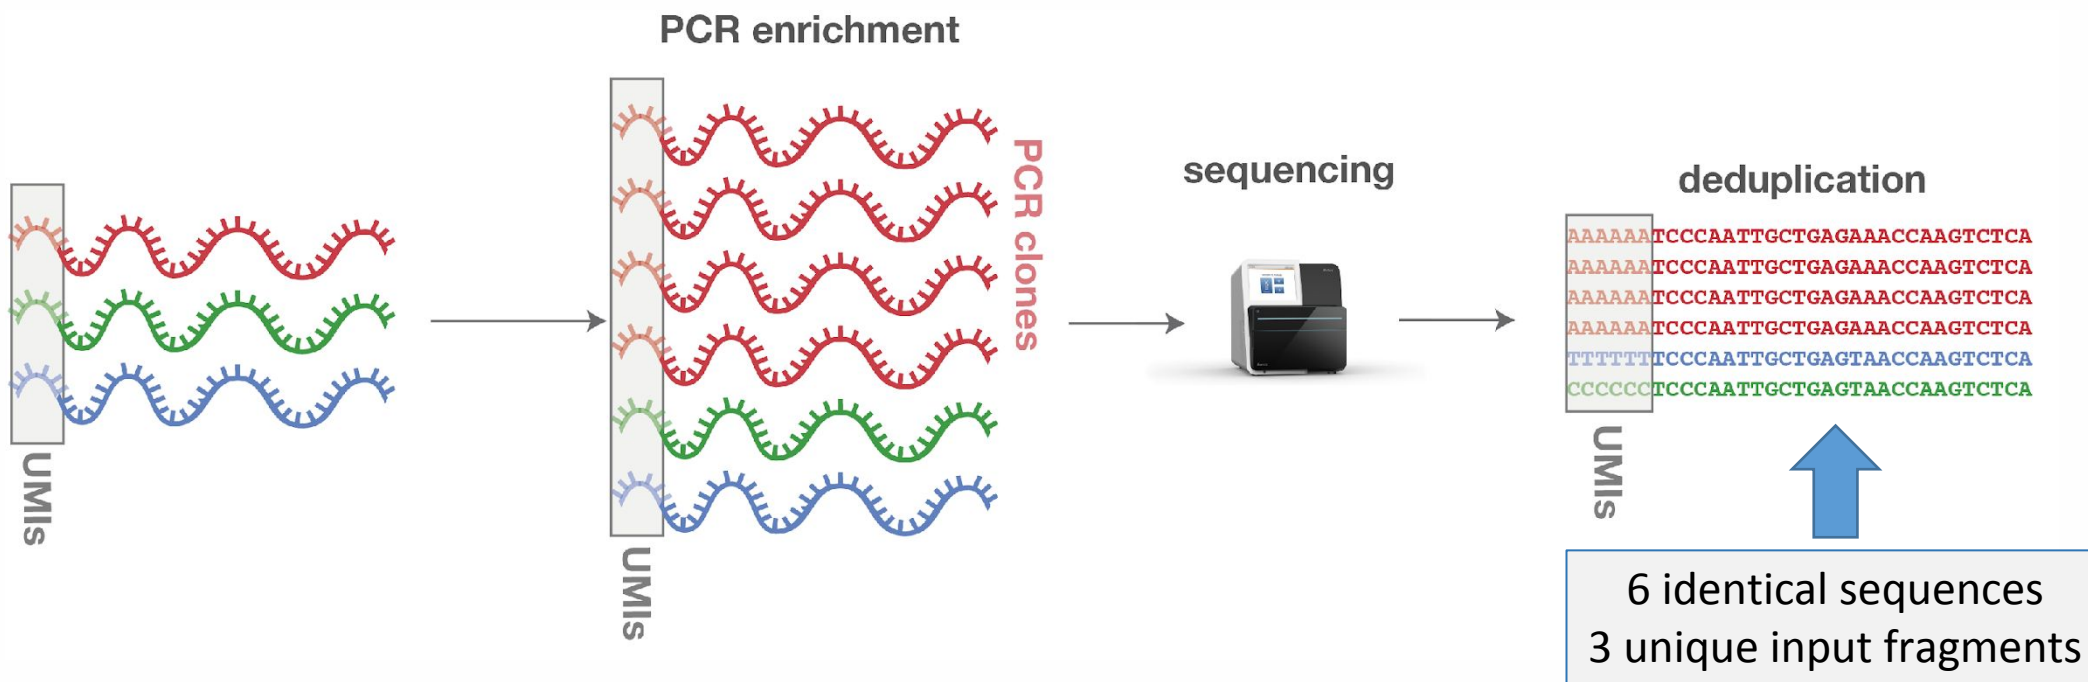 PCR enrichment
UMIs
PCR clones
UMIs
sequencing
deduplication
AAAAAATCCCAATTGCTGAGAAACCAAGTCTCA
AAAAAATCCCAATTGCTGAGAAACCAAGTCTCA
AAAAAATCCCAATTGCTGAGAAACCAAGTCTCA
AAAAAATCCCAATTGCTGAGAAACCAAGTCTCA
TTTTTTTCCCAATTGCTGAGTAACCAAGTCTCA
CCCCCCTCCCAATTGCTGAGTAACCAAGTCTCA
UMIs
6 identical sequences
3 unique input fragments